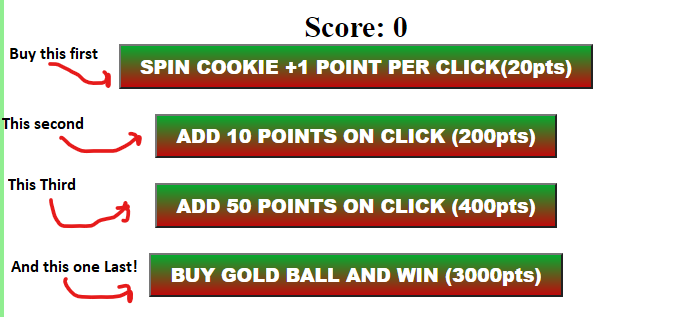 Score: 0
Buy this first
SPIN COOKIE +1 POINT PER CLICK(20pts)
This second
ADD 10 POINTS ON CLICK (200pts)
This Third
ADD 50 POINTS ON CLICK (400pts)
And this one Last!
BUY GOLD BALL AND WIN (3000pts)